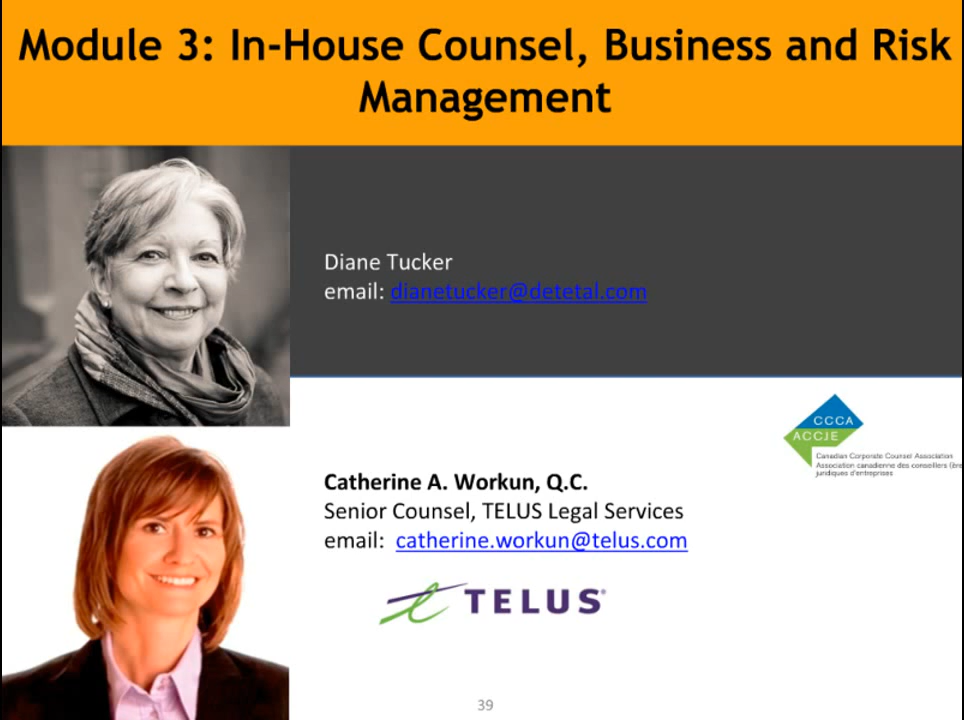 Module 3: In-House Counsel, Business and Risk
Management
Diane Tucker
email: dianetucker@detetal.com
CCCA
ACCJE
Canadian Corporate Counsel Association
Association canadienne des conseillers (ère
juridiques d'entreprises
Catherine A. Workun, Q.C.
Senior Counsel, TELUS Legal Services
email: catherine.workun@telus.com
TELUS®
39